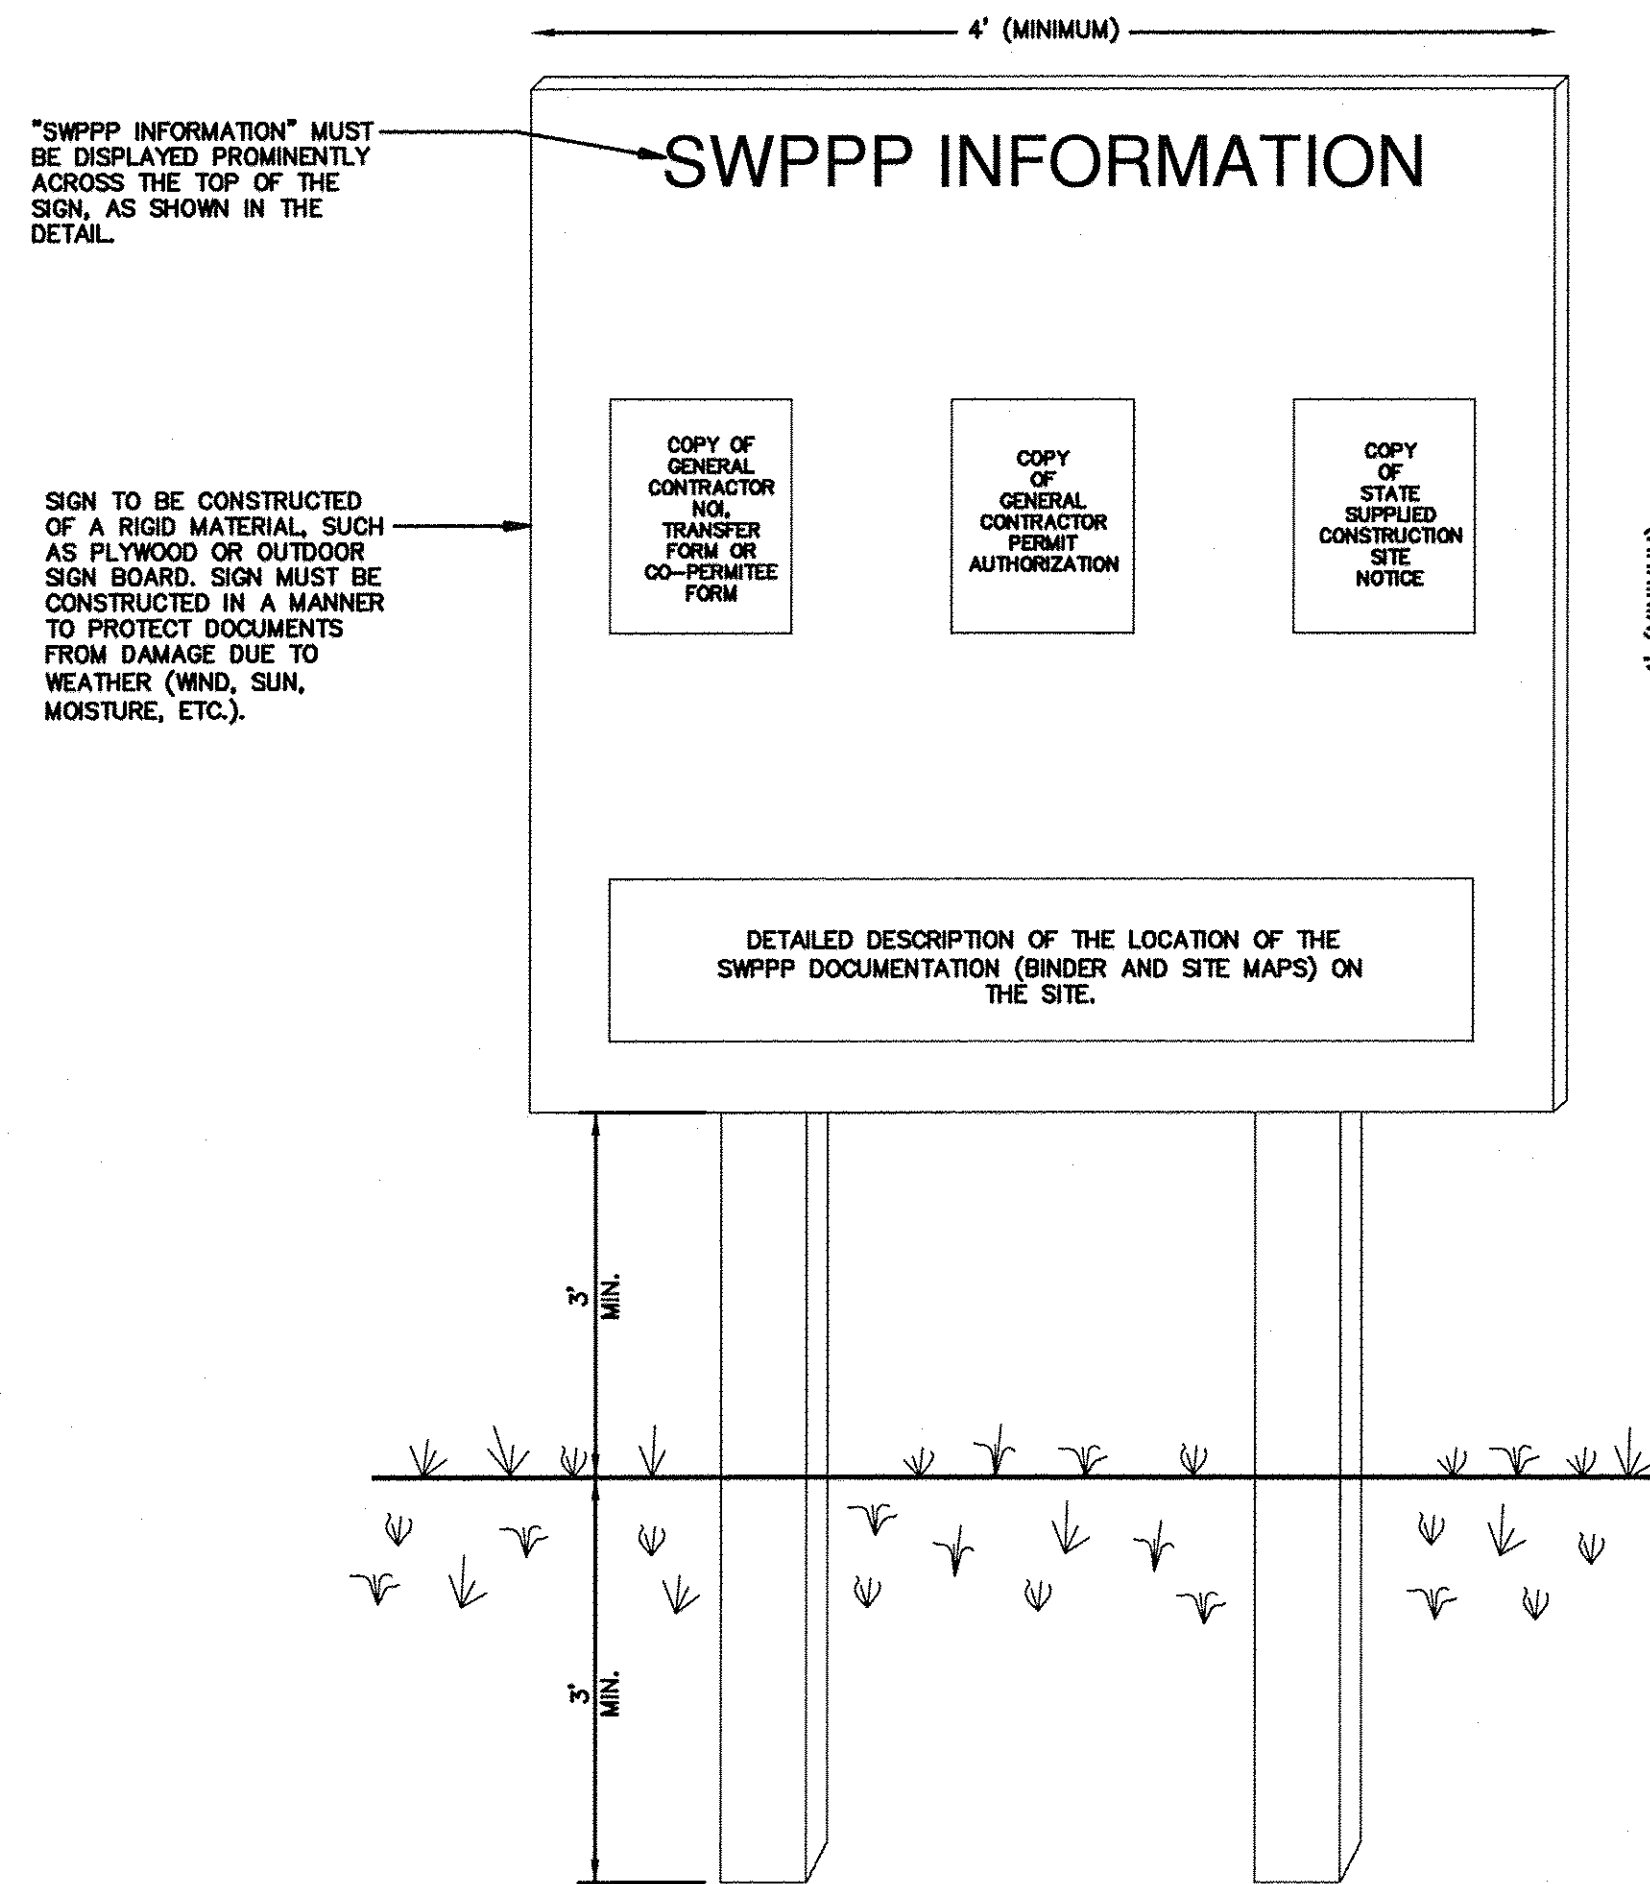 4' (MINIMUM)
"SWPPP INFORMATION" MUST
BE DISPLAYED PROMINENTLY
ACROSS THE TOP OF THE
SIGN, AS SHOWN IN THE
DETAIL.
SWPPP INFORMATION
SIGN TO BE CONSTRUCTED
OF A RIGID MATERIAL, SUCH
AS PLYWOOD OR OUTDOOR
SIGN BOARD. SIGN MUST BE
CONSTRUCTED IN A MANNER
TO PROTECT DOCUMENTS
FROM DAMAGE DUE TO
WEATHER (WIND, SUN,
MOISTURE, ETC.).
COPY OF
GENERAL
CONTRACTOR
NOI,
TRANSFER
FORM OR
CO-PERMITEE
FORM
COPY
OF
GENERAL
CONTRACTOR
PERMIT
AUTHORIZATION
COPY
OF
STATE
SUPPLIED
CONSTRUCTION
SITE
NOTICE
DETAILED DESCRIPTION OF THE LOCATION OF THE
SWPPP DOCUMENTATION (BINDER AND SITE MAPS) ON
THE SITE.
3'
MIN.
3'
MIN.